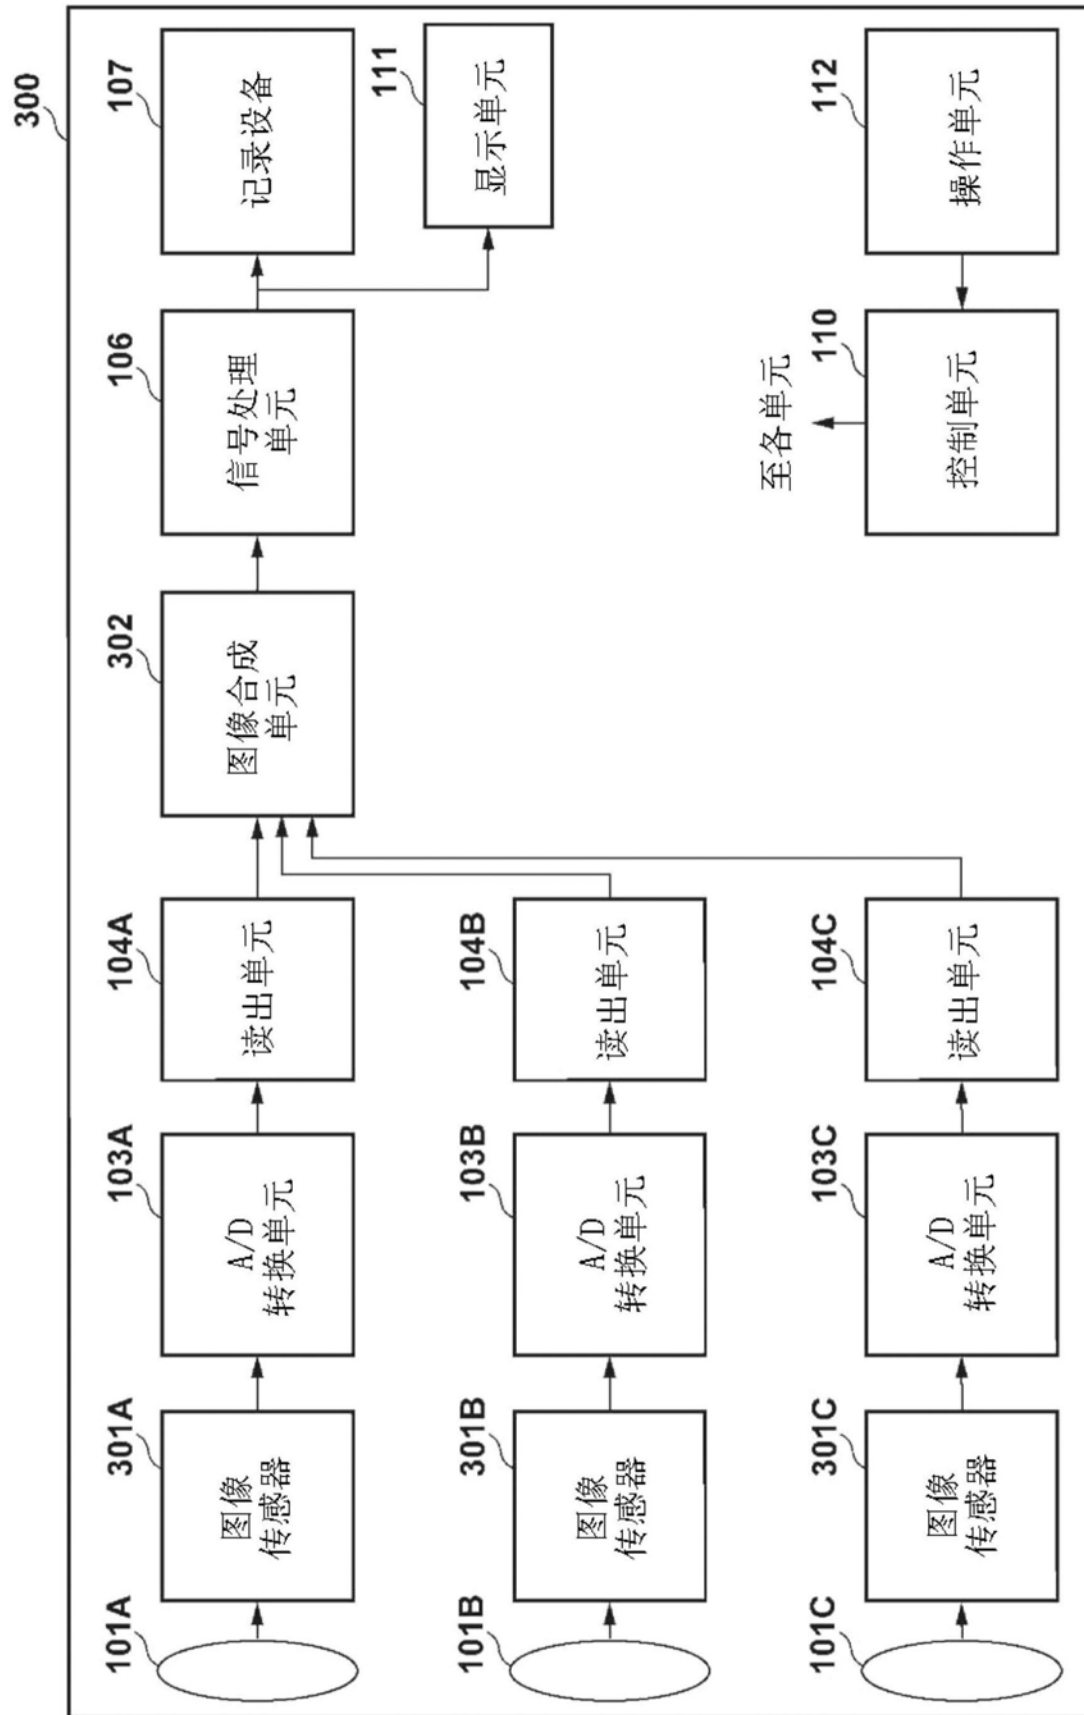 300
101A
301A
图像
传感器
103A
A/D
转换单元
104A
读出单元
302
图像合成
单元
106
信号处理
单元
107
记录设备
111
显示单元
101B
301B
图像
传感器
103B
A/D
转换单元
104B
读出单元
101C
301C
图像
传感器
103C
A/D
转换单元
104C
读出单元
至各单元
110
控制单元
112
操作单元